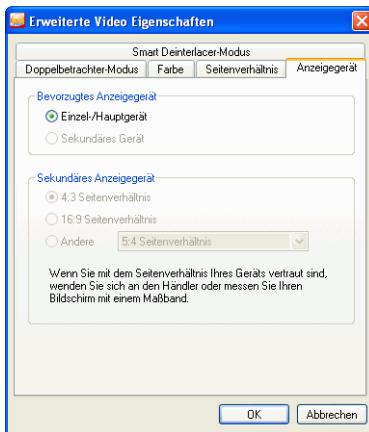 Erweiterte Video Eigenschaften
Smart Deinterlacer-Modus
Doppelbetrachter-Modus Farbe Seitenverhältnis Anzeigegerät
Bevorzugtes Anzeigegerät
Einzel-/Hauptgerät
Sekundäres Gerät
Sekundäres Anzeigegerät
4:3 Seitenverhältnis
16:9 Seitenverhältnis
Andere 5:4 Seitenverhältnis
Wenn Sie mit dem Seitenverhältnis Ihres Geräts vertraut sind,
wenden Sie sich an den Händler oder messen Sie Ihren
Bildschirm mit einem Maßband.
OK Abbrechen